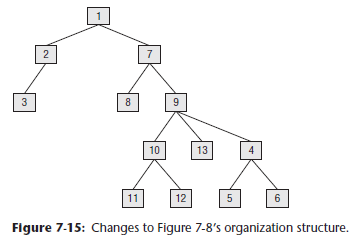 1
2 7
3 8 9
10 13 4
11 12 5 6
Figure 7-15: Changes to Figure 7-8's organization structure.